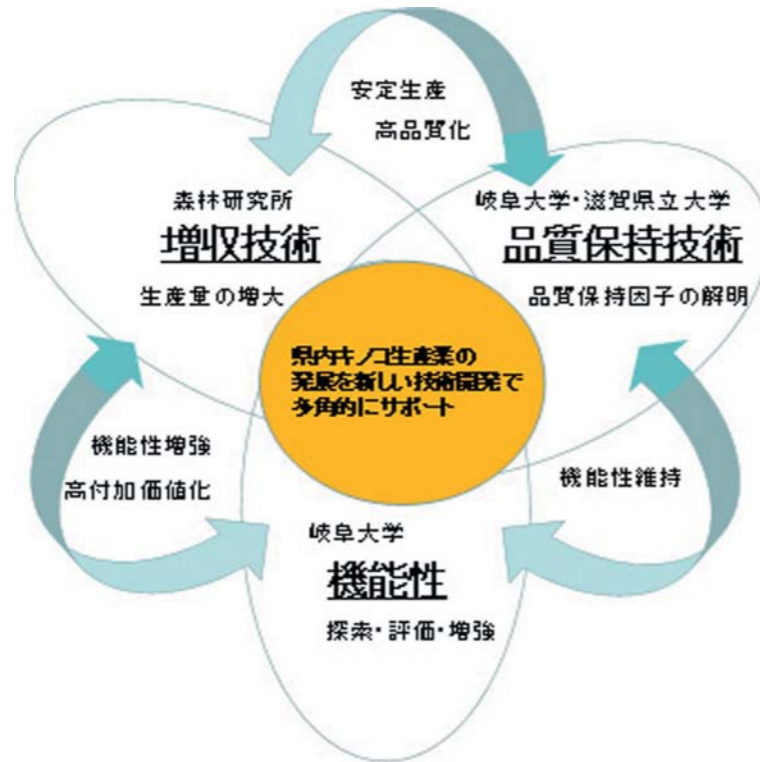 安定生産
高品質化
森林研究所
増収技術
生産量の増大
岐阜大学・滋賀県立大学
品質保持技術
品質保持因子の解明
県内キノコ生産業の
発展を新しい技術開発で
多角的にサポート
機能性増強
高付加価値化
機能性維持
岐阜大学
機能性
探索・評価・増強